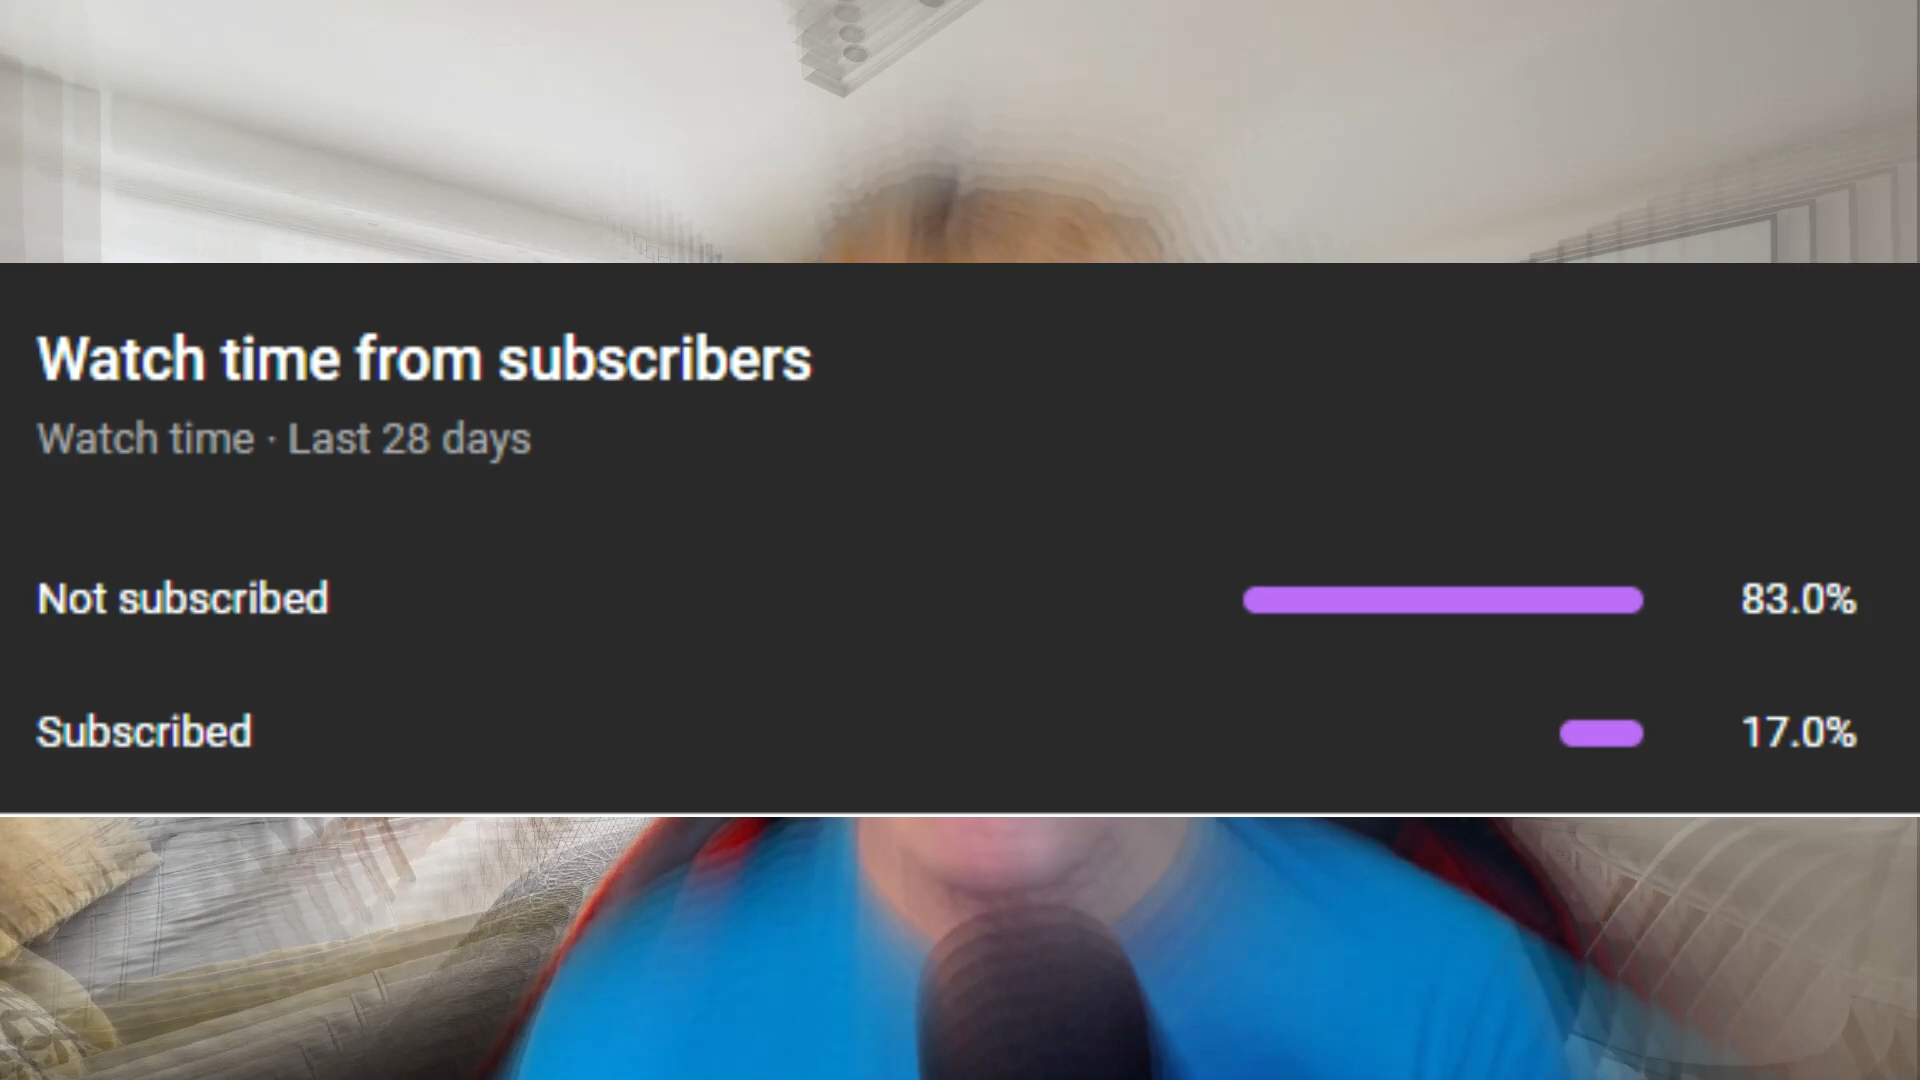 Watch time from subscribers
Watch time · Last 28 days
Not subscribed 83.0%
Subscribed 17.0%